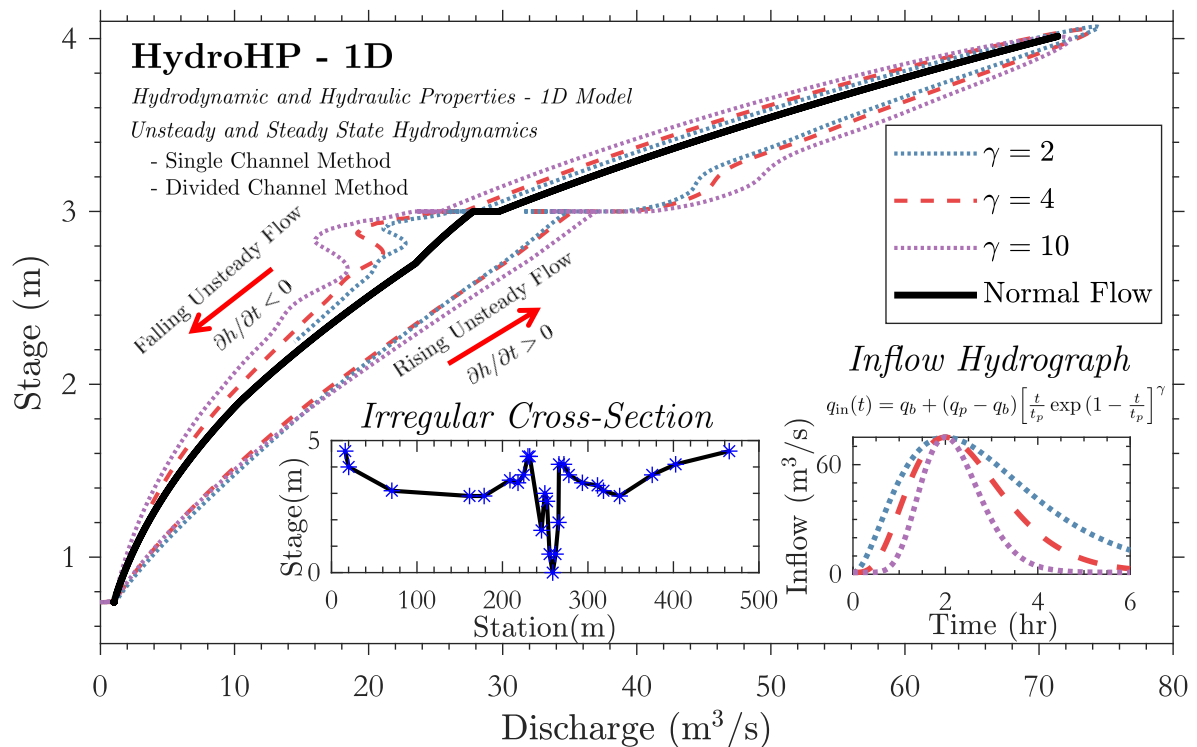 HydroHP - 1D
Hydrodynamic and Hydraulic Properties - 1D Model
Unsteady and Steady State Hydrodynamics
- Single Channel Method
- Divided Channel Method
γ = 2
γ = 4
γ = 10
Normal Flow
Falling Unsteady Flow
∂h/∂t < 0
Rising Unsteady Flow
∂h/∂t > 0
Inflow Hydrograph
q_in(t) = q_b + (q_p − q_b)[t/t_p exp(1 − t/t_p]^γ
Inflow (m³/s)
60
0
0 2 4 6
Time (hr)
Irregular Cross-Section
Stage(m)
5
0
0 100 200 300 400 500
Station(m)
Stage (m)
4
3
2
1
0 10 20 30 40 50 60 70 80
Discharge (m³/s)